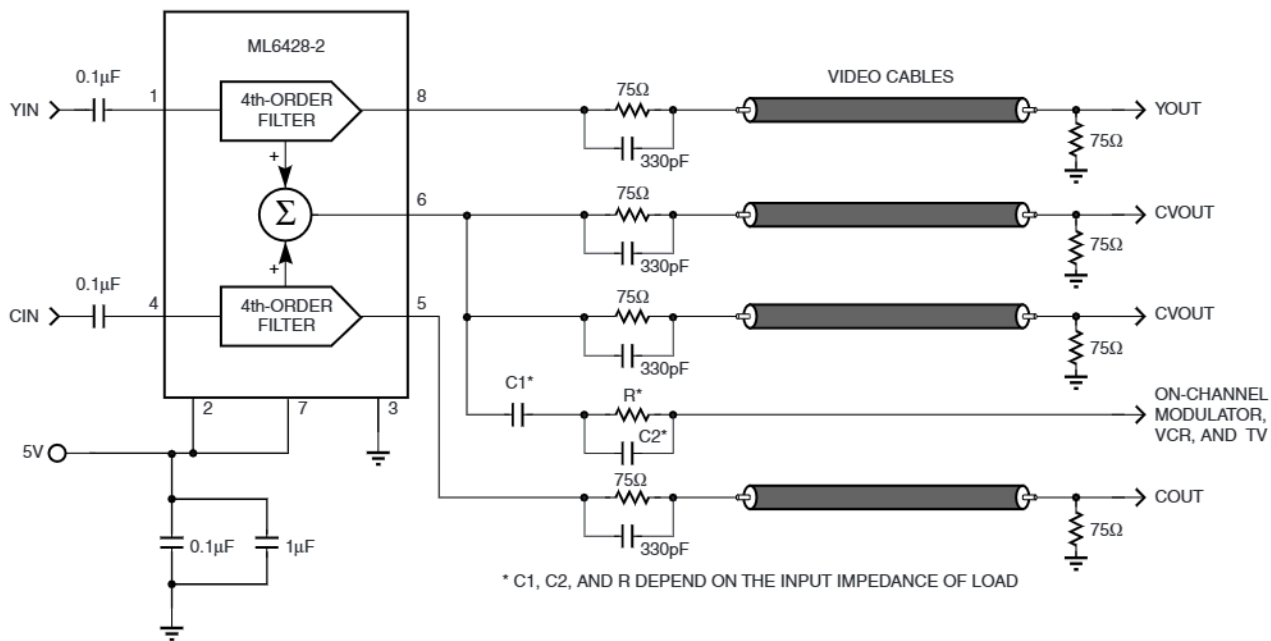 ML6428-2
0.1µF
75Ω
VIDEO CABLES
YIN
1
4th-ORDER
FILTER
8
YOUT
75Ω
330pF
+
75Ω
Σ
6
CVOUT
75Ω
330pF
+
0.1µF
75Ω
CIN
4
4th-ORDER
FILTER
5
CVOUT
75Ω
330pF
C1*
R*
ON-CHANNEL
MODULATOR,
VCR, AND TV
C2*
2
7
3
5V
75Ω
COUT
75Ω
330pF
0.1µF
1µF
* C1, C2, AND R DEPEND ON THE INPUT IMPEDANCE OF LOAD